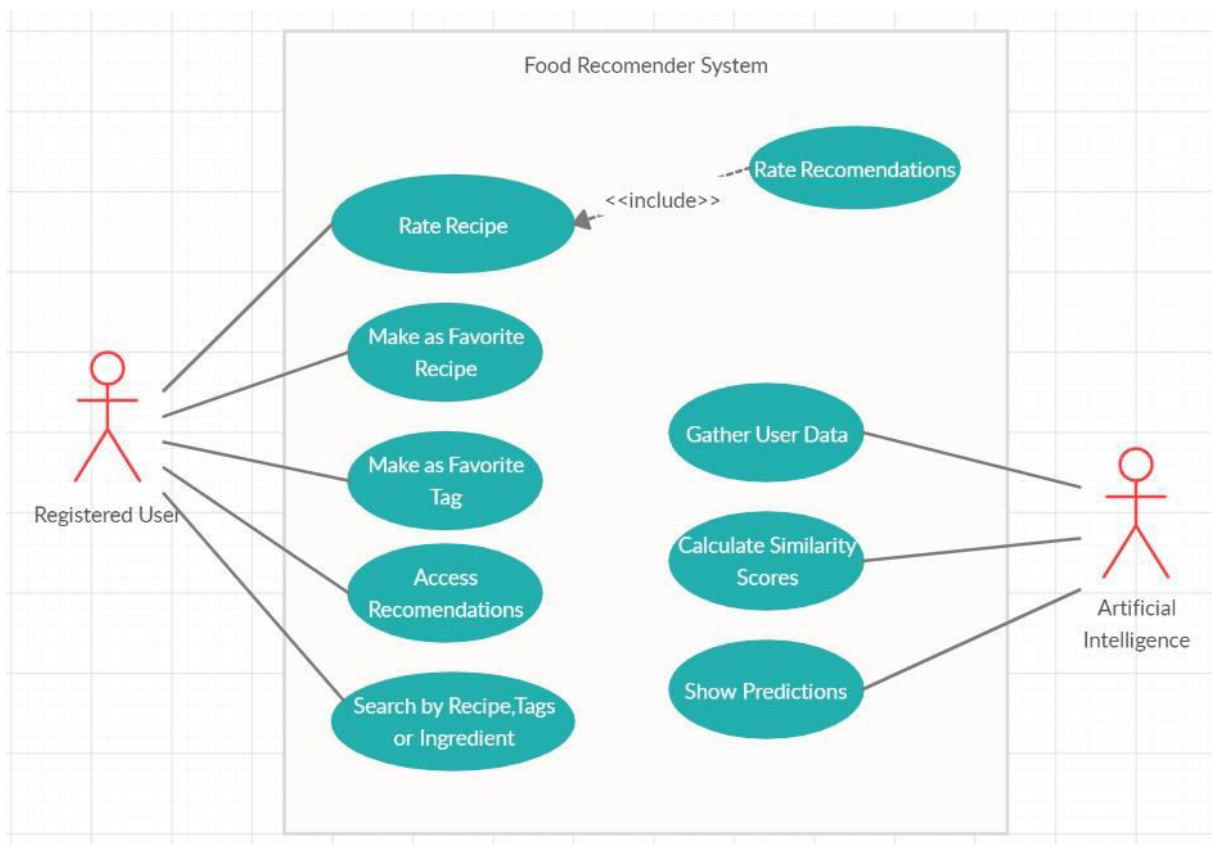 Food Recomender System
Rate Recomendations
<<include>>
Rate Recipe
Make as Favorite
Recipe
Make as Favorite
Tag
Access
Recomendations
Search by Recipe,Tags
or Ingredient
Gather User Data
Calculate Similarity
Scores
Show Predictions
Registered User
Artificial
Intelligence